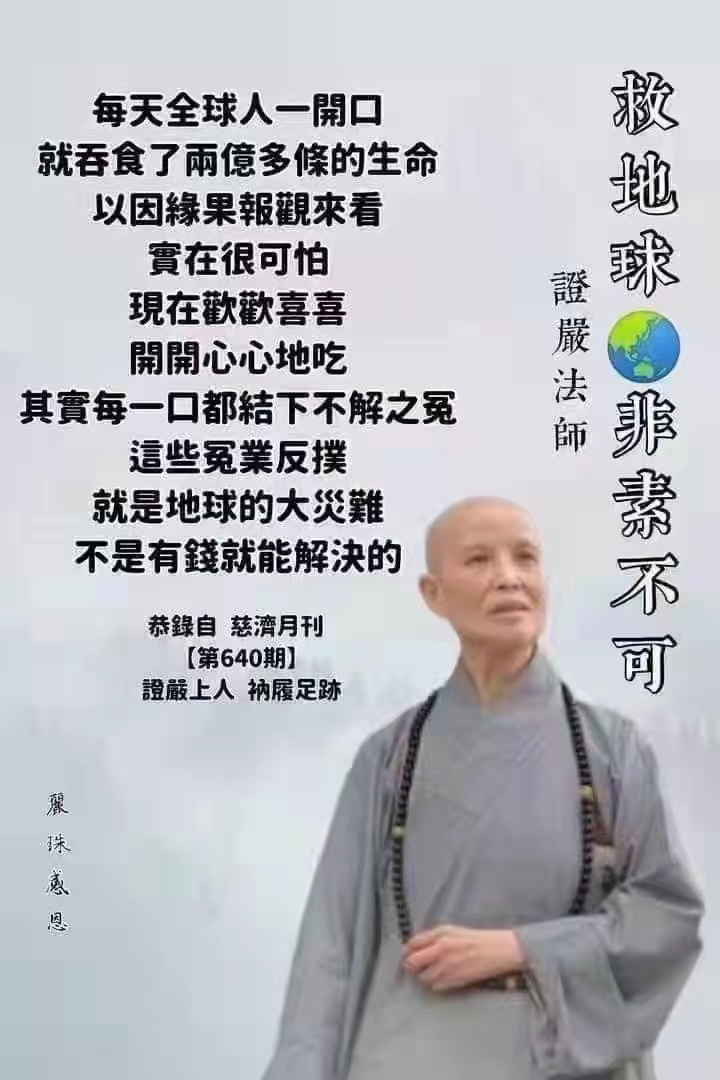 救地球🌏非素不可
證嚴法師
每天全球人一開口
就吞食了兩億多條的生命
以因緣果報觀來看
實在很可怕
現在歡歡喜喜
開開心心地吃
其實每一口都結下不解之冤
這些冤業反撲
就是地球的大災難
不是有錢就能解決的
恭錄自 慈濟月刊
【第640期】
證嚴上人 衲履足跡
麗珠感恩